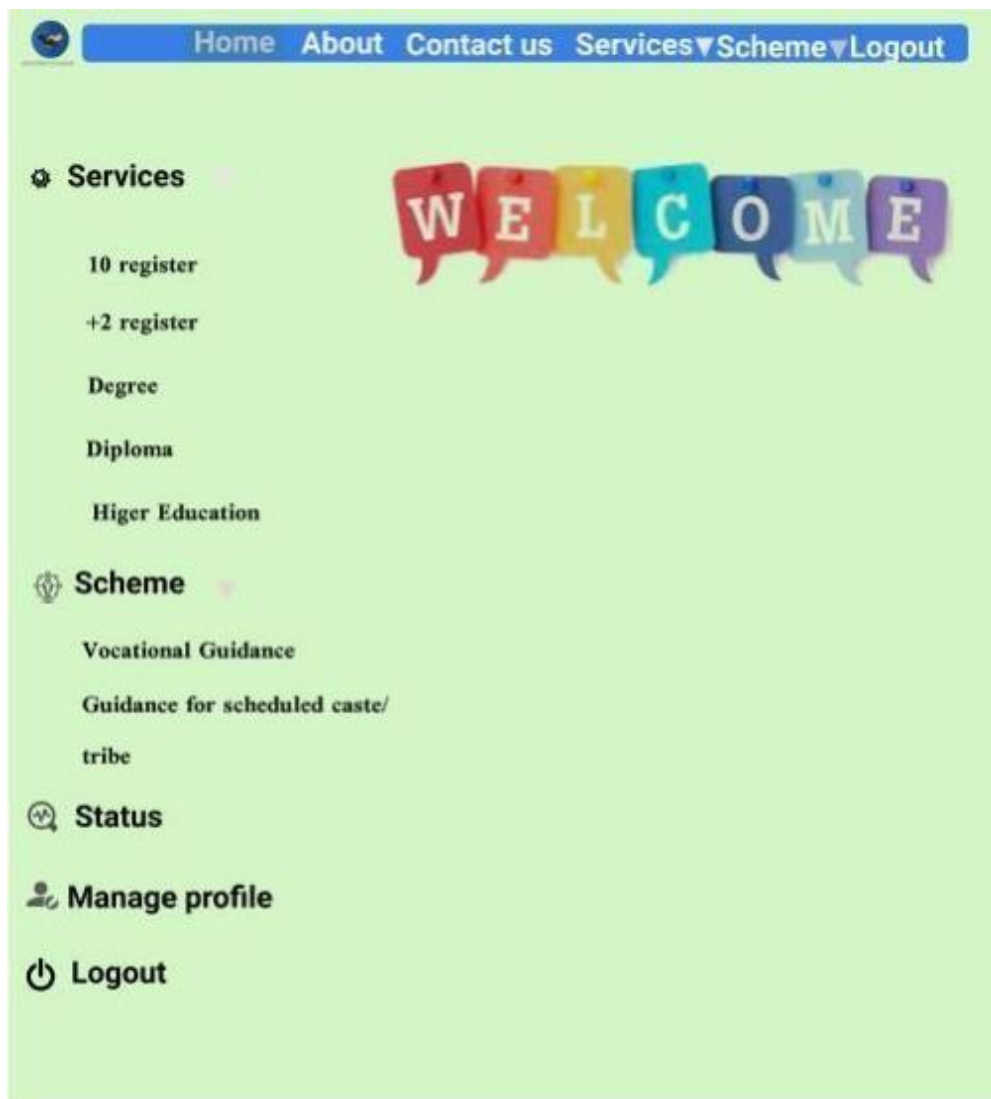 Home About Contact us Services▼Scheme▼Logout
Services
WELCOME
10 register
+2 register
Degree
Diploma
Higer Education
Scheme
Vocational Guidance
Guidance for scheduled caste/
tribe
Status
Manage profile
Logout